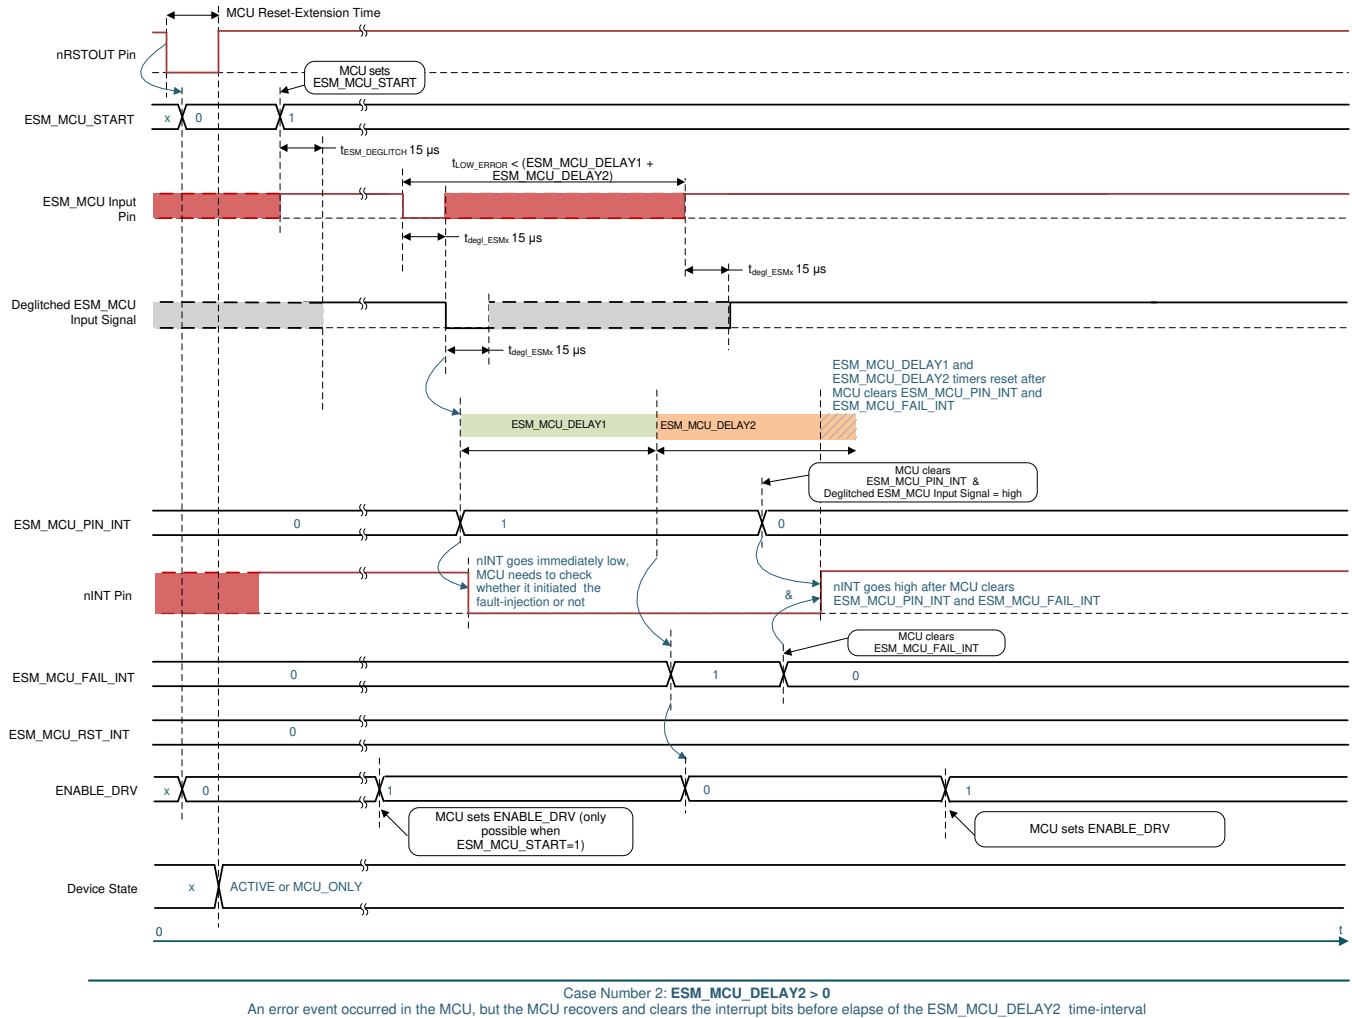 MCU Reset-Extension Time
nRSTOUT Pin
MCU sets
ESM_MCU_START
ESM_MCU_START
x
0
1
tESM_DEGLITCH 15 µs
tLOW_ERROR < (ESM_MCU_DELAY1 +
ESM_MCU_DELAY2)
ESM_MCU Input
Pin
tdegl_ESMx 15 µs
tdegl_ESMx 15 µs
Deglitched ESM_MCU
Input Signal
tdegl_ESMx 15 µs
ESM_MCU_DELAY1 and
ESM_MCU_DELAY2 timers reset after
MCU clears ESM_MCU_PIN_INT and
ESM_MCU_FAIL_INT
ESM_MCU_DELAY1
ESM_MCU_DELAY2
MCU clears
ESM_MCU_PIN_INT &
Deglitched ESM_MCU Input Signal = high
ESM_MCU_PIN_INT
0
1
0
nINT goes immediately low,
MCU needs to check
whether it initiated the
fault-injection or not
nINT Pin
&
nINT goes high after MCU clears
ESM_MCU_PIN_INT and ESM_MCU_FAIL_INT
MCU clears
ESM_MCU_FAIL_INT
ESM_MCU_FAIL_INT
0
1
0
ESM_MCU_RST_INT
0
ENABLE_DRV
x
0
1
0
1
MCU sets ENABLE_DRV (only
possible when
ESM_MCU_START=1)
MCU sets ENABLE_DRV
Device State
x
ACTIVE or MCU_ONLY
0
t
Case Number 2: ESM_MCU_DELAY2 > 0
An error event occurred in the MCU, but the MCU recovers and clears the interrupt bits before elapse of the ESM_MCU_DELAY2 time-interval